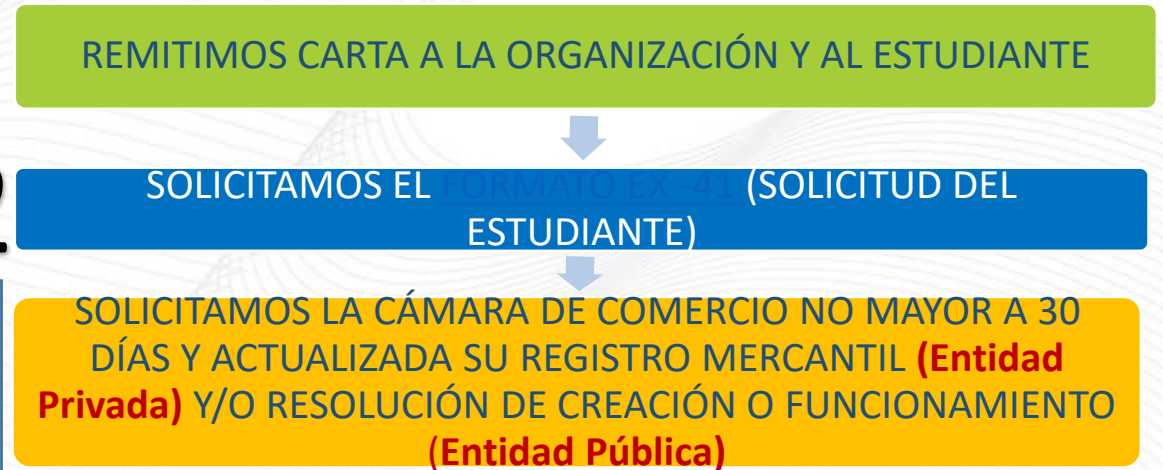 REMITIMOS CARTA A LA ORGANIZACIÓN Y AL ESTUDIANTE
SOLICITAMOS EL FORMATO EX -41 (SOLICITUD DEL
ESTUDIANTE)
SOLICITAMOS LA CÁMARA DE COMERCIO NO MAYOR A 30
DÍAS Y ACTUALIZADA SU REGISTRO MERCANTIL (Entidad
Privada) Y/O RESOLUCIÓN DE CREACIÓN O FUNCIONAMIENTO
(Entidad Pública)